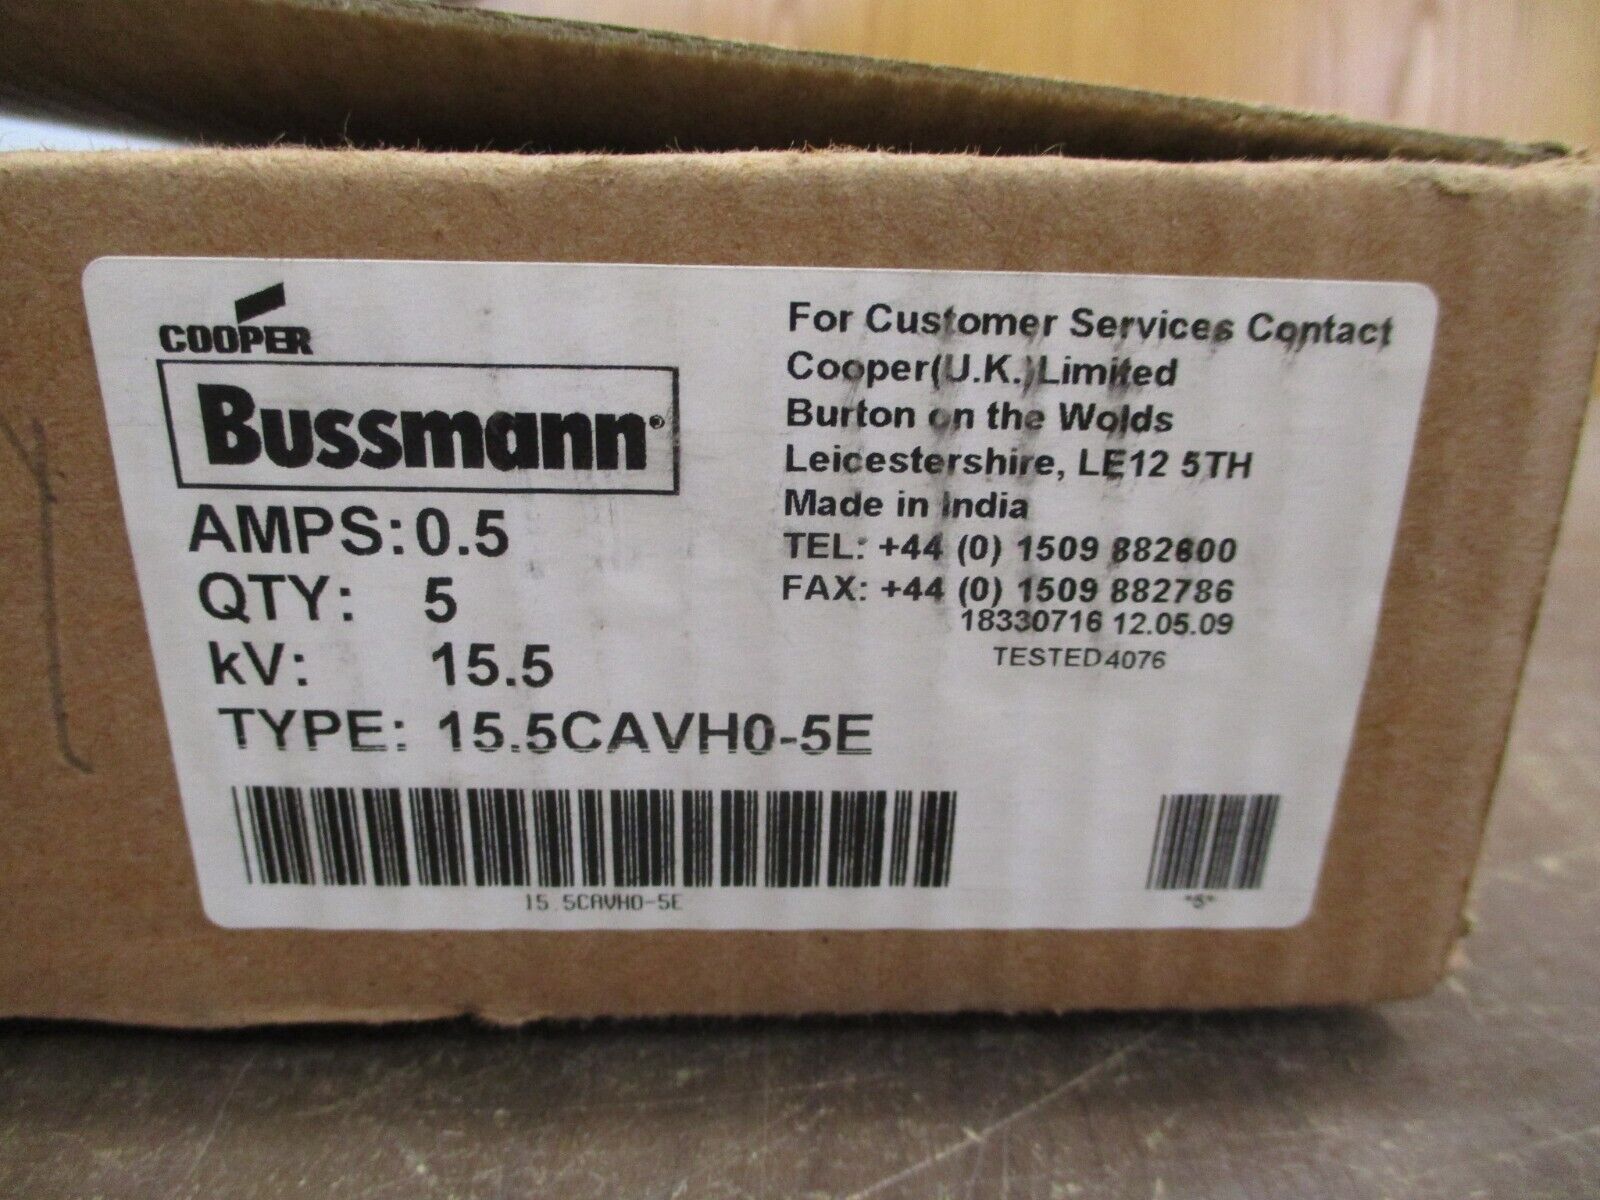 COOPER
Bussmann®
AMPS: 0.5
QTY: 5
kV: 15.5
TYPE: 15.5CAVH0-5E
15.5CAVH0-5E
For Customer Services Contact
Cooper(U.K.)Limited
Burton on the Wolds
Leicestershire, LE12 5TH
Made in India
TEL: +44 (0) 1509 882600
FAX: +44 (0) 1509 882786
18330716 12.05.09
TESTED4076
*5*